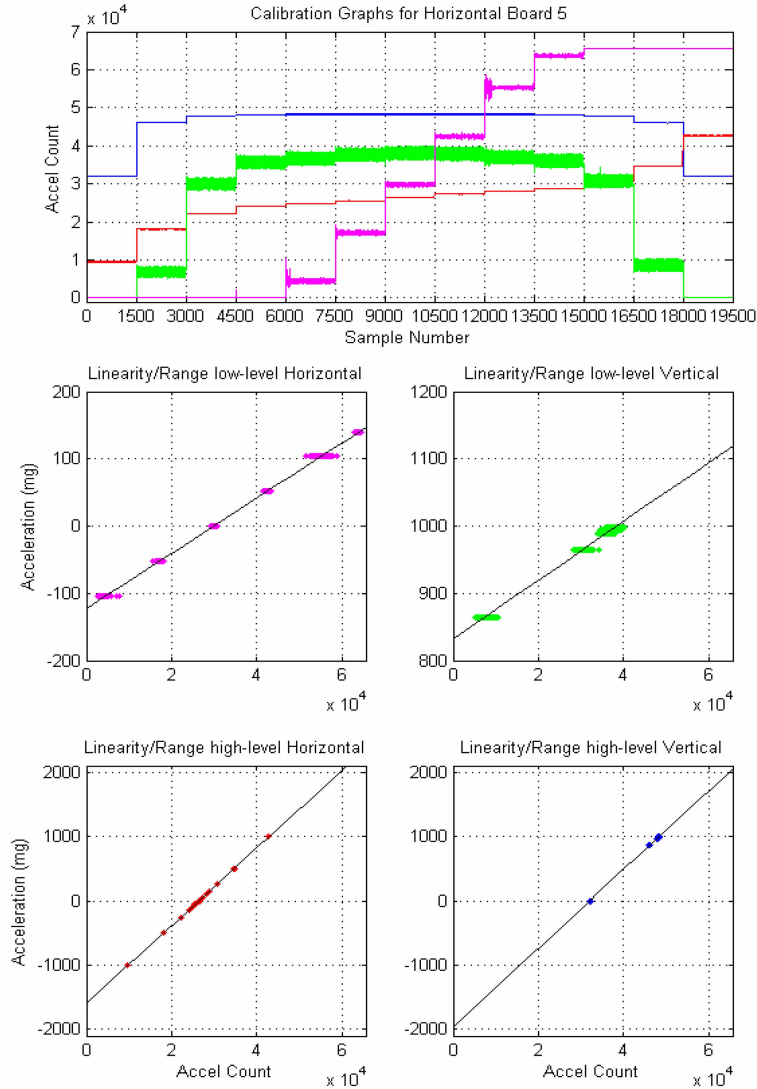 Calibration Graphs for Horizontal Board 5
x 10^4
7
6
5
4
3
2
1
0
Accel Count
0 1500 3000 4500 6000 7500 9000 10500 12000 13500 15000 16500 18000 19500
Sample Number
Linearity/Range low-level Horizontal
200
100
0
-100
-200
Acceleration (mg)
0 2 4 6
x 10^4
Linearity/Range low-level Vertical
1200
1100
1000
900
800
0 2 4 6
x 10^4
Linearity/Range high-level Horizontal
2000
1000
0
-1000
-2000
Acceleration (mg)
0 2 4 6
Accel Count
x 10^4
Linearity/Range high-level Vertical
2000
1000
0
-1000
-2000
0 2 4 6
Accel Count
x 10^4